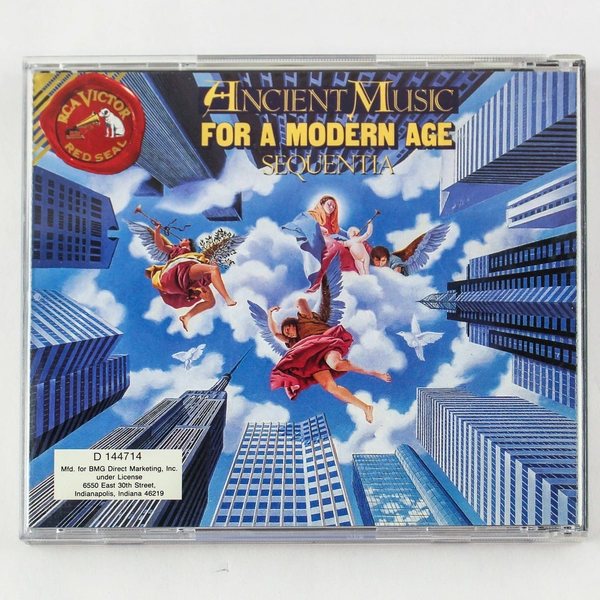 RCA VICTOR
RED SEAL
ANCIENT MUSIC
FOR A MODERN AGE
SEQUENTIA
D 144714
Mfd. for BMG Direct Marketing, Inc.
under License
6550 East 30th Street,
Indianapolis, Indiana 46219